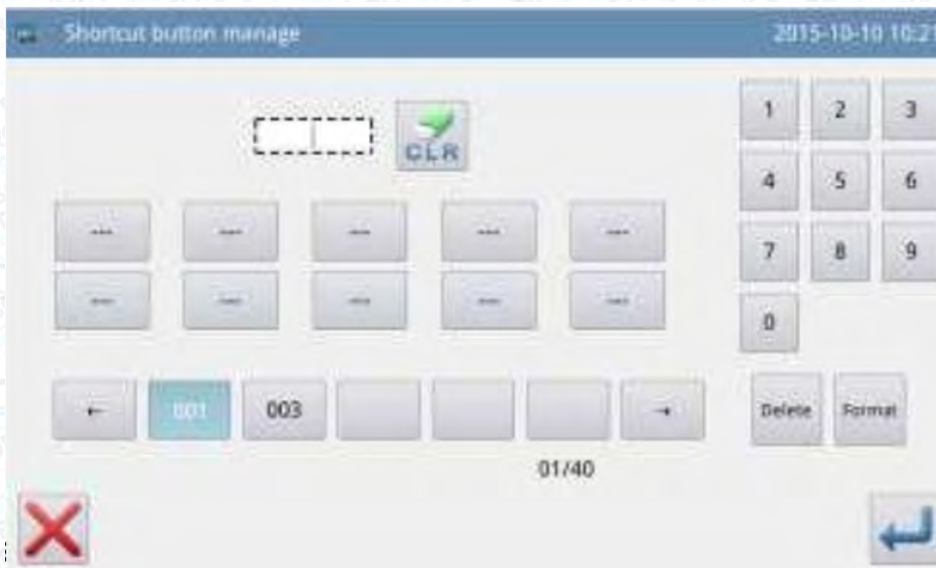 Shortcut button manage 2015-10-10 10:21
CLR
1 2 3
--- --- --- --- ---
4 5 6
--- --- --- --- ---
7 8 9
0
← 001 003 →
Delete Format
01/40